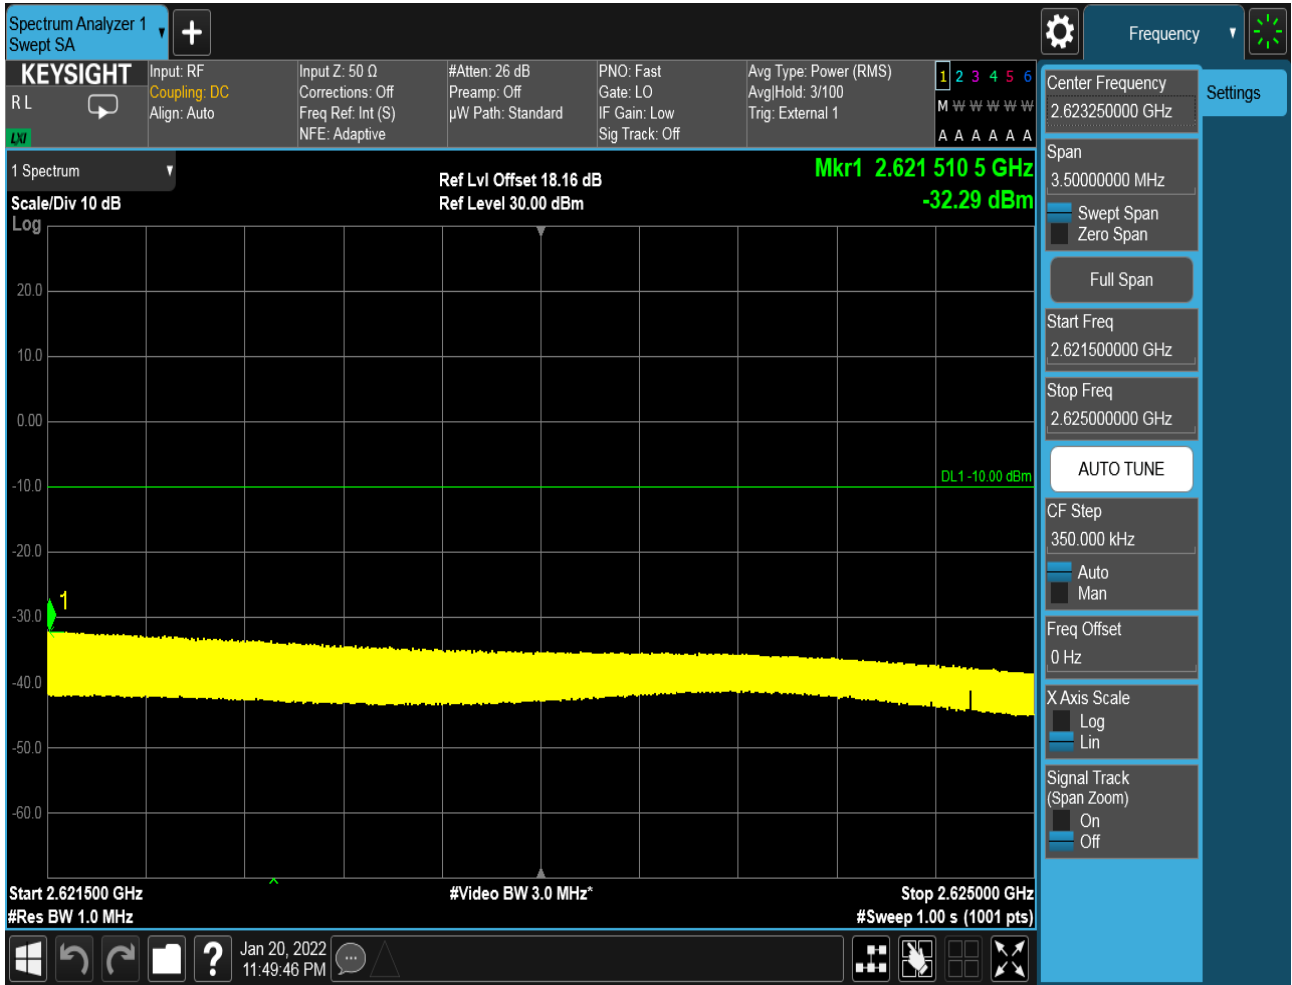 Spectrum Analyzer 1
Swept SA
Frequency
KEYSIGHT
R L
LXI
Input: RF
Coupling: DC
Align: Auto
Input Z: 50 Ω
Corrections: Off
Freq Ref: Int (S)
NFE: Adaptive
#Atten: 26 dB
Preamp: Off
µW Path: Standard
PNO: Fast
Gate: LO
IF Gain: Low
Sig Track: Off
Avg Type: Power (RMS)
Avg|Hold: 3/100
Trig: External 1
1 2 3 4 5 6
M W W W W W
A A A A A A
1 Spectrum
Scale/Div 10 dB
Log
Ref Lvl Offset 18.16 dB
Ref Level 30.00 dBm
Mkr1 2.621 510 5 GHz
-32.29 dBm
20.0
10.0
0.00
-10.0
-20.0
-30.0
-40.0
-50.0
-60.0
DL1 -10.00 dBm
1
Start 2.621500 GHz
#Res BW 1.0 MHz
#Video BW 3.0 MHz*
Stop 2.625000 GHz
#Sweep 1.00 s (1001 pts)
Center Frequency
2.623250000 GHz
Settings
Span
3.50000000 MHz
Swept Span
Zero Span
Full Span
Start Freq
2.621500000 GHz
Stop Freq
2.625000000 GHz
AUTO TUNE
CF Step
350.000 kHz
Auto
Man
Freq Offset
0 Hz
X Axis Scale
Log
Lin
Signal Track
(Span Zoom)
On
Off
?
Jan 20, 2022
11:49:46 PM